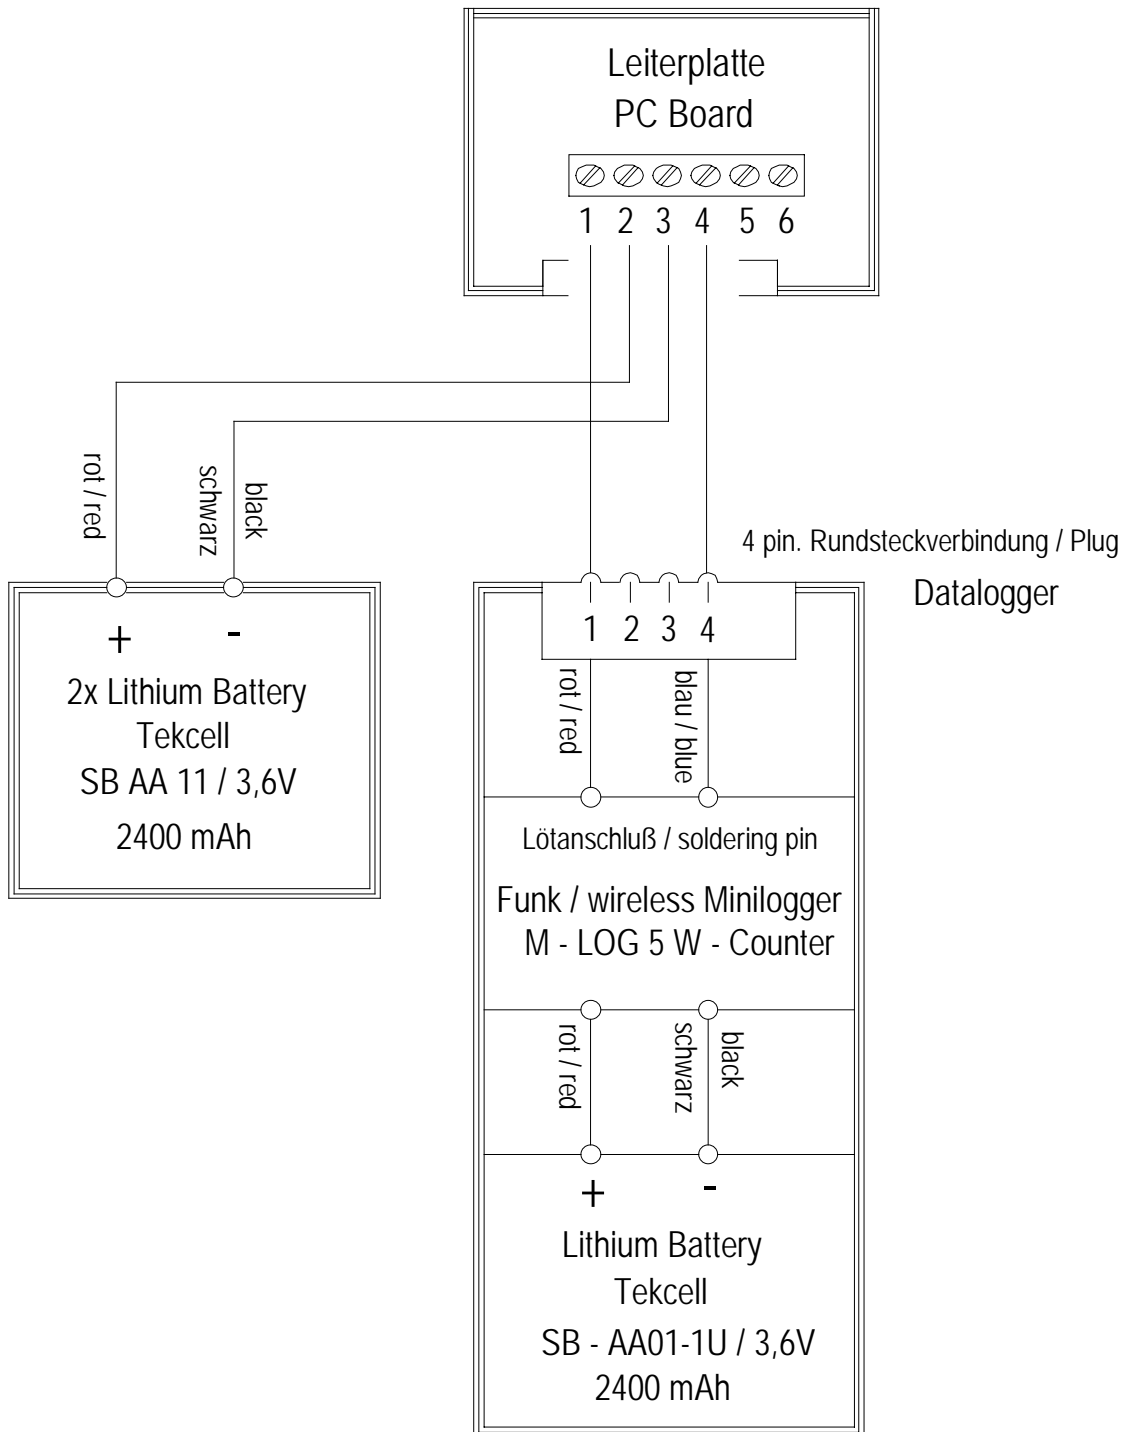 Leiterplatte
PC Board
1 2 3 4 5 6
rot / red
schwarz
black
4 pin. Rundsteckverbindung / Plug
Datalogger
+ -
2x Lithium Battery
Tekcell
SB AA 11 / 3,6V
2400 mAh
1 2 3 4
rot / red
blau / blue
Lötanschluß / soldering pin
Funk / wireless Minilogger
M - LOG 5 W - Counter
rot / red
schwarz
black
+ -
Lithium Battery
Tekcell
SB - AA01-1U / 3,6V
2400 mAh